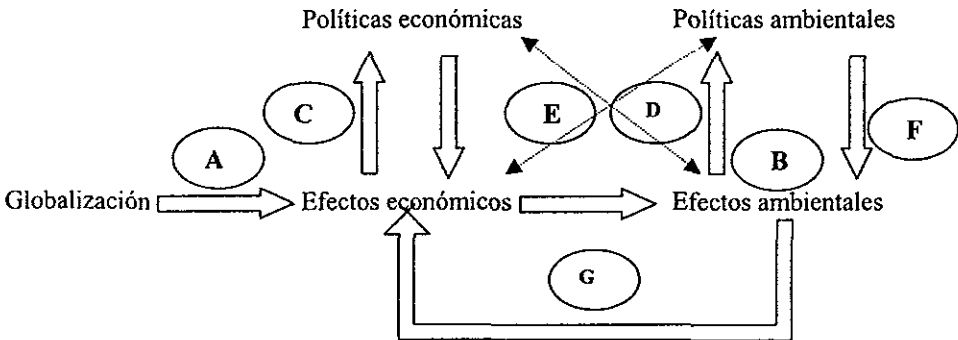 Políticas económicas
Políticas ambientales
C
E
D
F
A
B
Globalización
Efectos económicos
Efectos ambientales
G